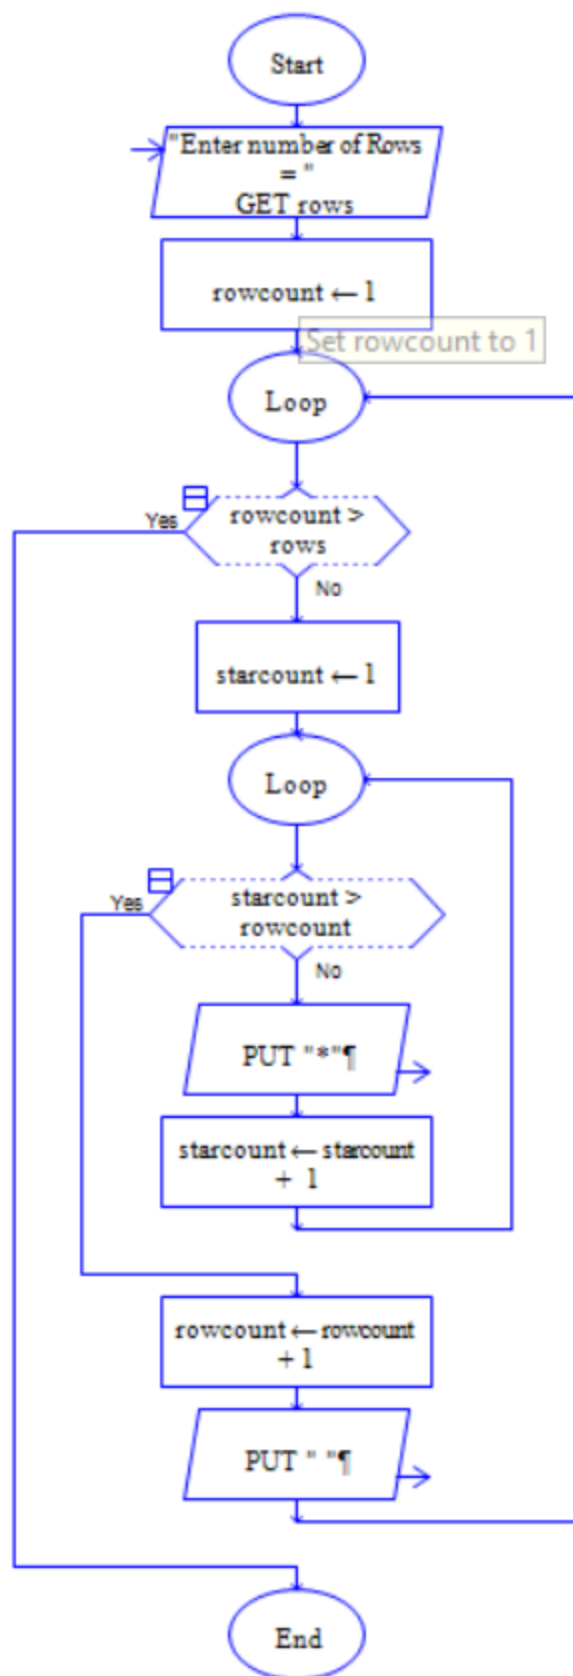 Start
"Enter number of Rows
= "
GET rows
rowcount ← 1
Set rowcount to 1
Loop
Yes
rowcount >
rows
No
starcount ← 1
Loop
Yes
starcount >
rowcount
No
PUT "*"¶
starcount ← starcount
+ 1
rowcount ← rowcount
+ 1
PUT " "¶
End